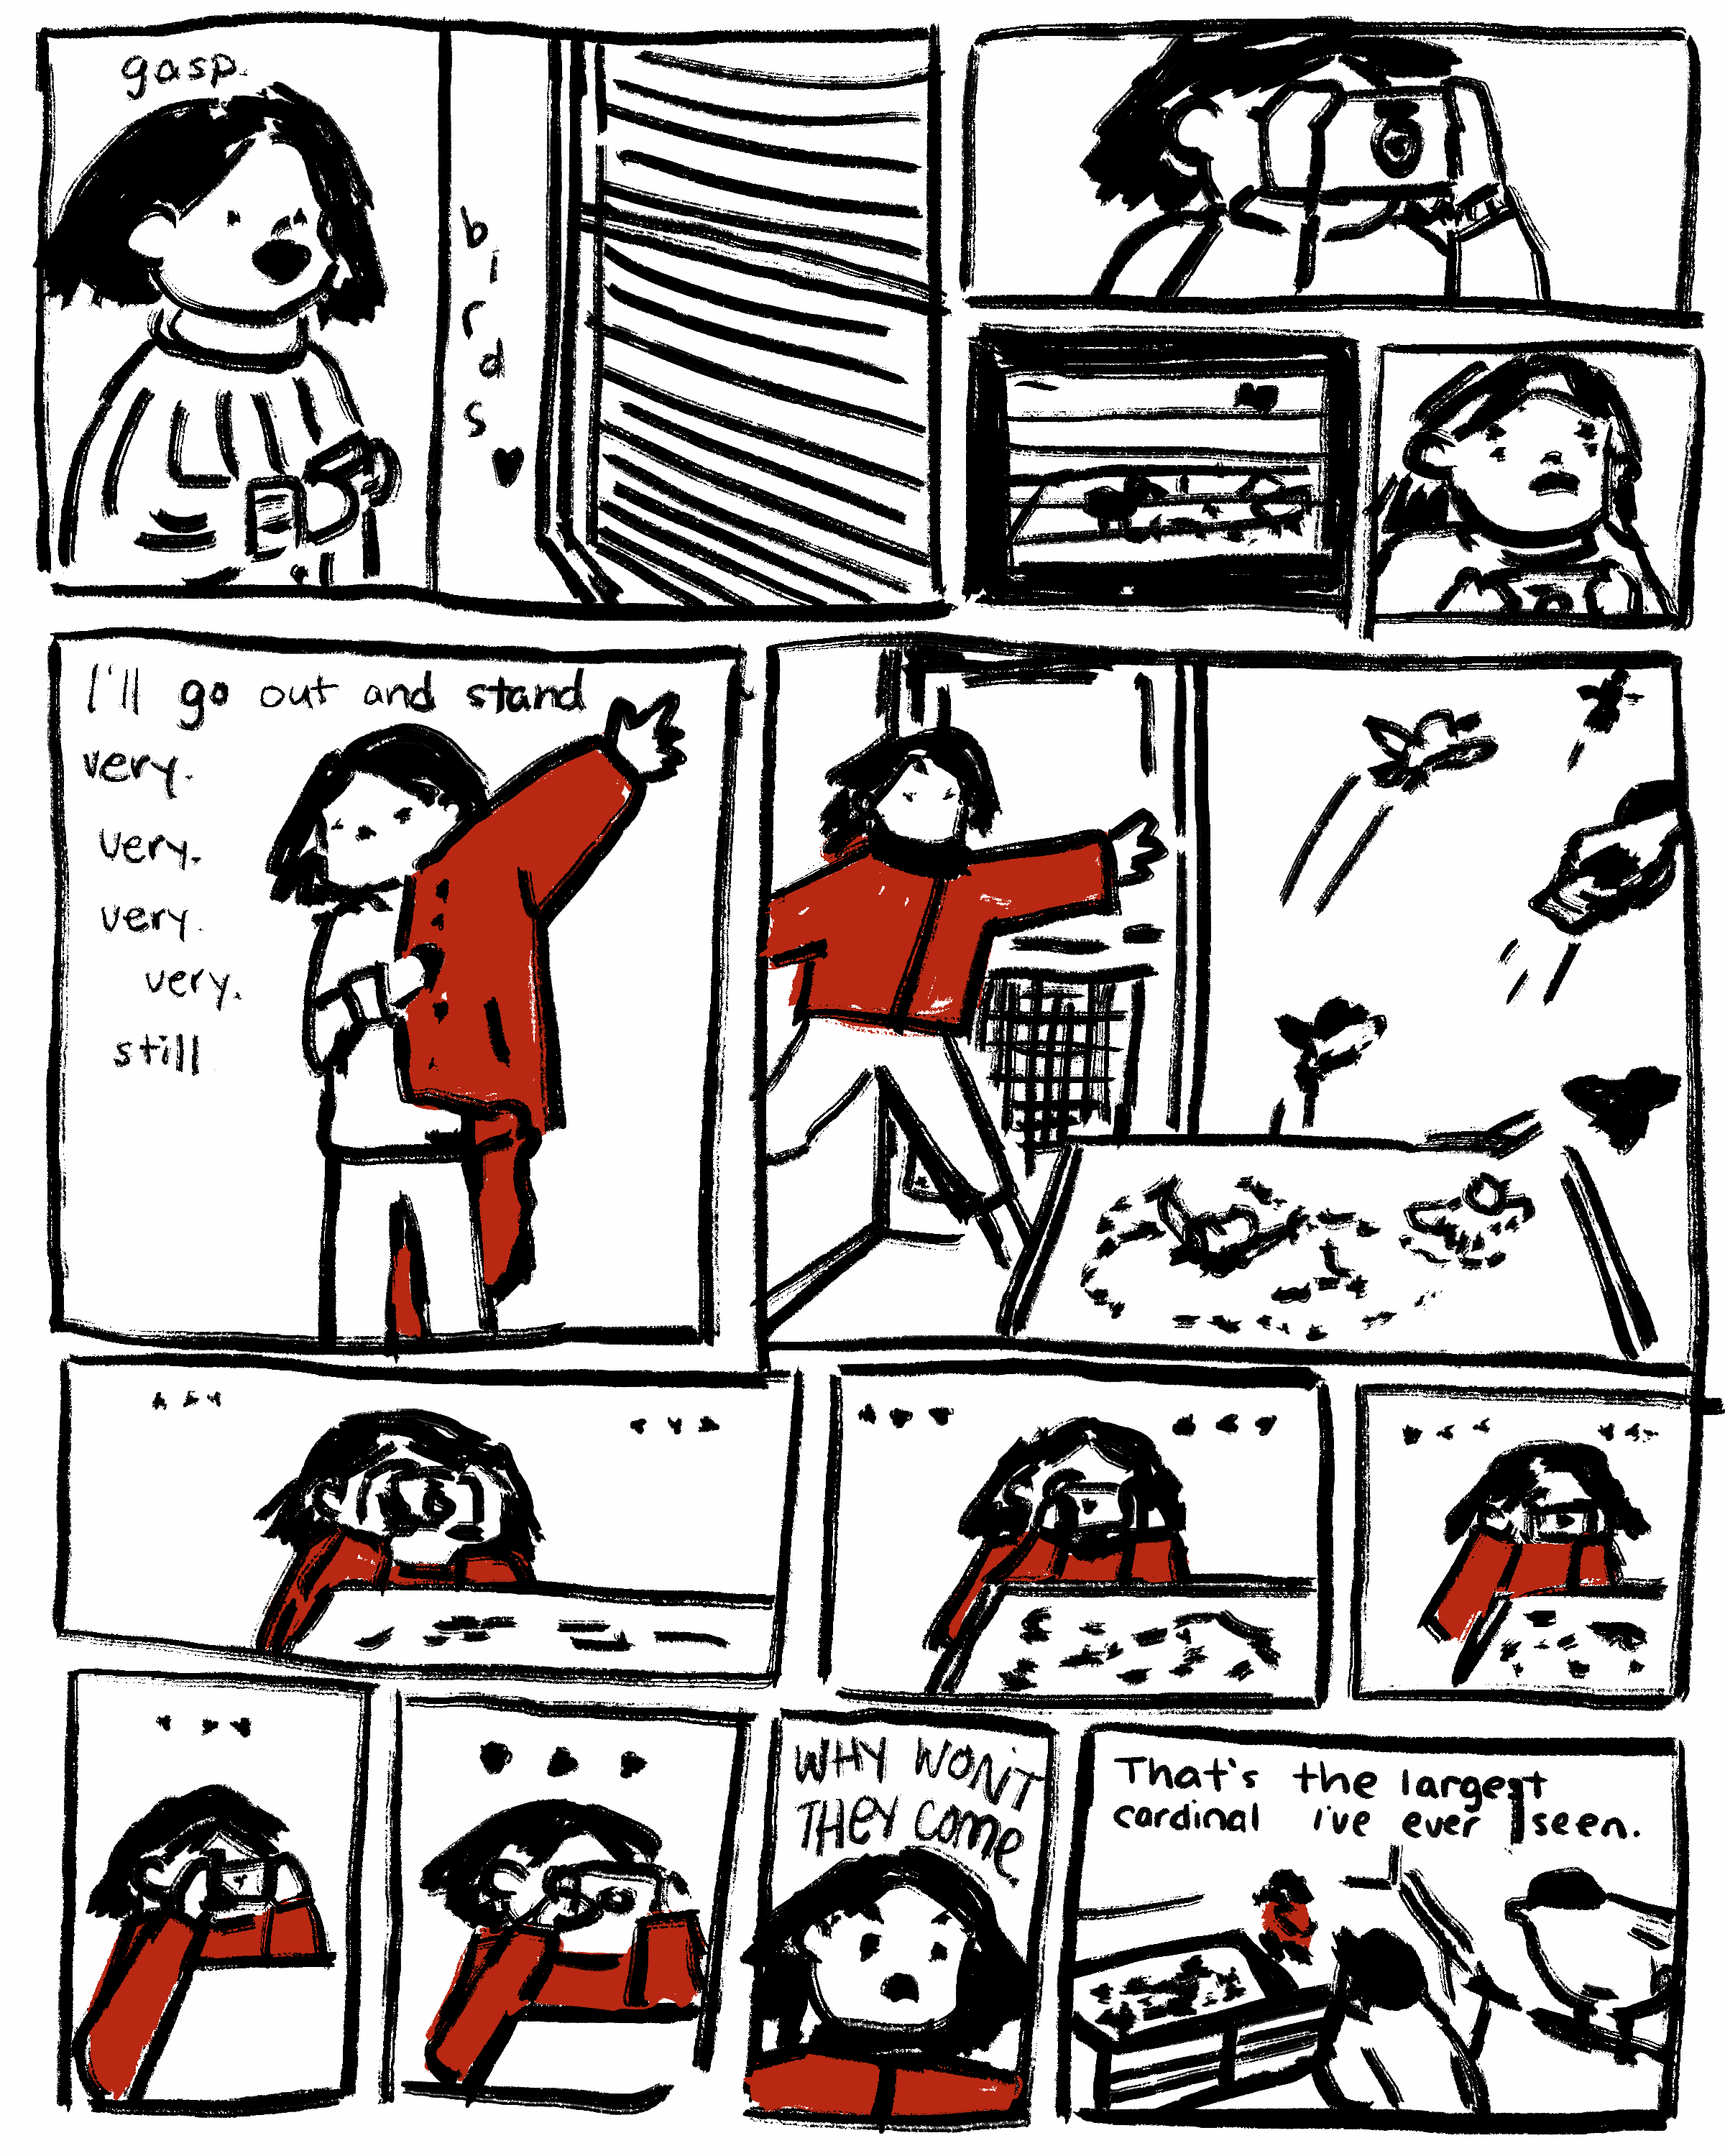 gasp.
birds
I'll go out and stand
very.
very.
very.
very.
still
WHY WON'T
THEY COME
That's the largest
cardinal i've ever seen.